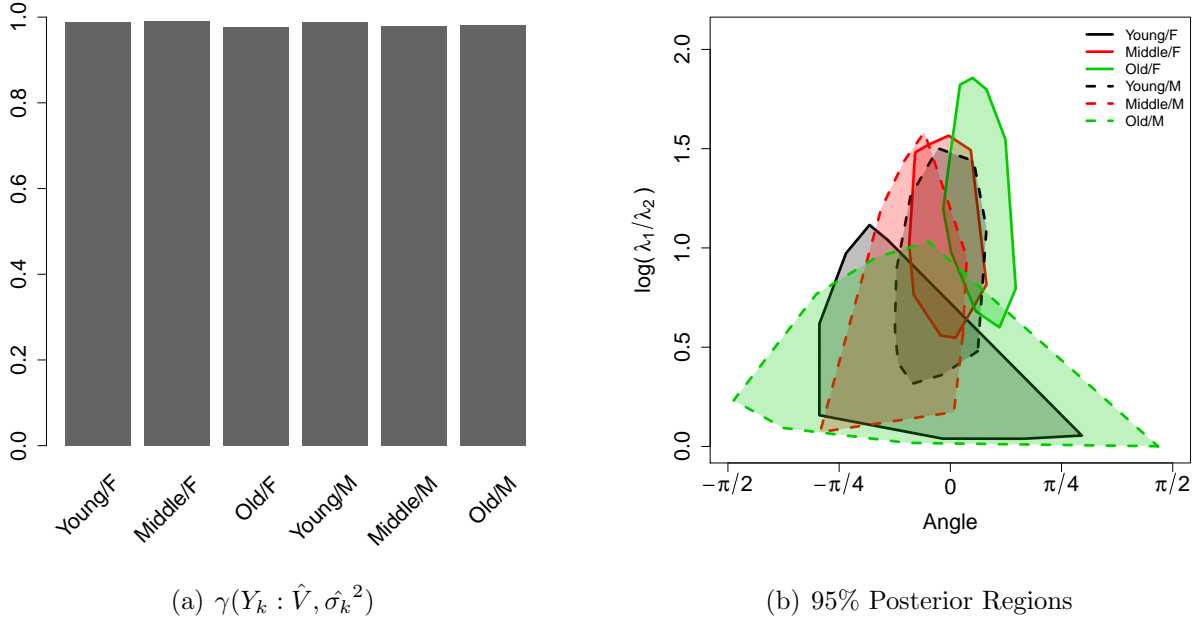 1.0
0.8
0.6
0.4
0.2
0.0
Young/F
Middle/F
Old/F
Young/M
Middle/M
Old/M
(a) γ(Y_k : V̂, σ̂_k²)
2.0
1.5
1.0
0.5
0.0
log( λ₁/λ₂ )
Young/F
Middle/F
Old/F
Young/M
Middle/M
Old/M
−π/2 −π/4 0 π/4 π/2
Angle
(b) 95% Posterior Regions